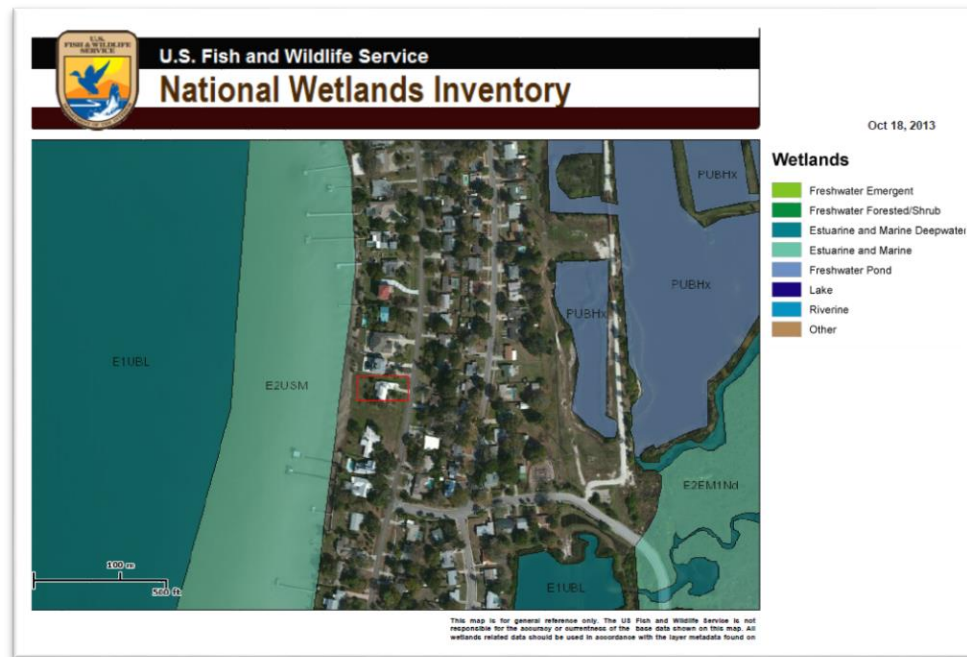 U.S.
FISH & WILDLIFE
SERVICE
U.S. Fish and Wildlife Service
National Wetlands Inventory
Oct 18, 2013
Wetlands
Freshwater Emergent
Freshwater Forested/Shrub
Estuarine and Marine Deepwater
Estuarine and Marine
Freshwater Pond
Lake
Riverine
Other
PUBHx
PUBHx
PUBHx
E1UBL
E2USM
E2EM1Nd
E1UBL
100 m
500 ft
This map is for general reference only. The US Fish and Wildlife Service is not
responsible for the accuracy or currentness of the base data shown on this map. All
wetlands related data should be used in accordance with the layer metadata found on